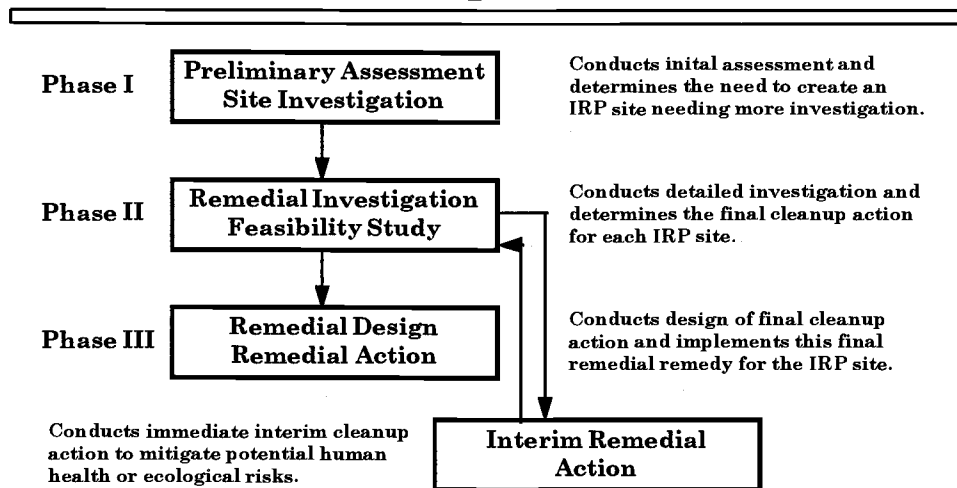 Phase I
Preliminary Assessment
Site Investigation
Conducts inital assessment and
determines the need to create an
IRP site needing more investigation.
Phase II
Remedial Investigation
Feasibility Study
Conducts detailed investigation and
determines the final cleanup action
for each IRP site.
Phase III
Remedial Design
Remedial Action
Conducts design of final cleanup
action and implements this final
remedial remedy for the IRP site.
Conducts immediate interim cleanup
action to mitigate potential human
health or ecological risks.
Interim Remedial
Action